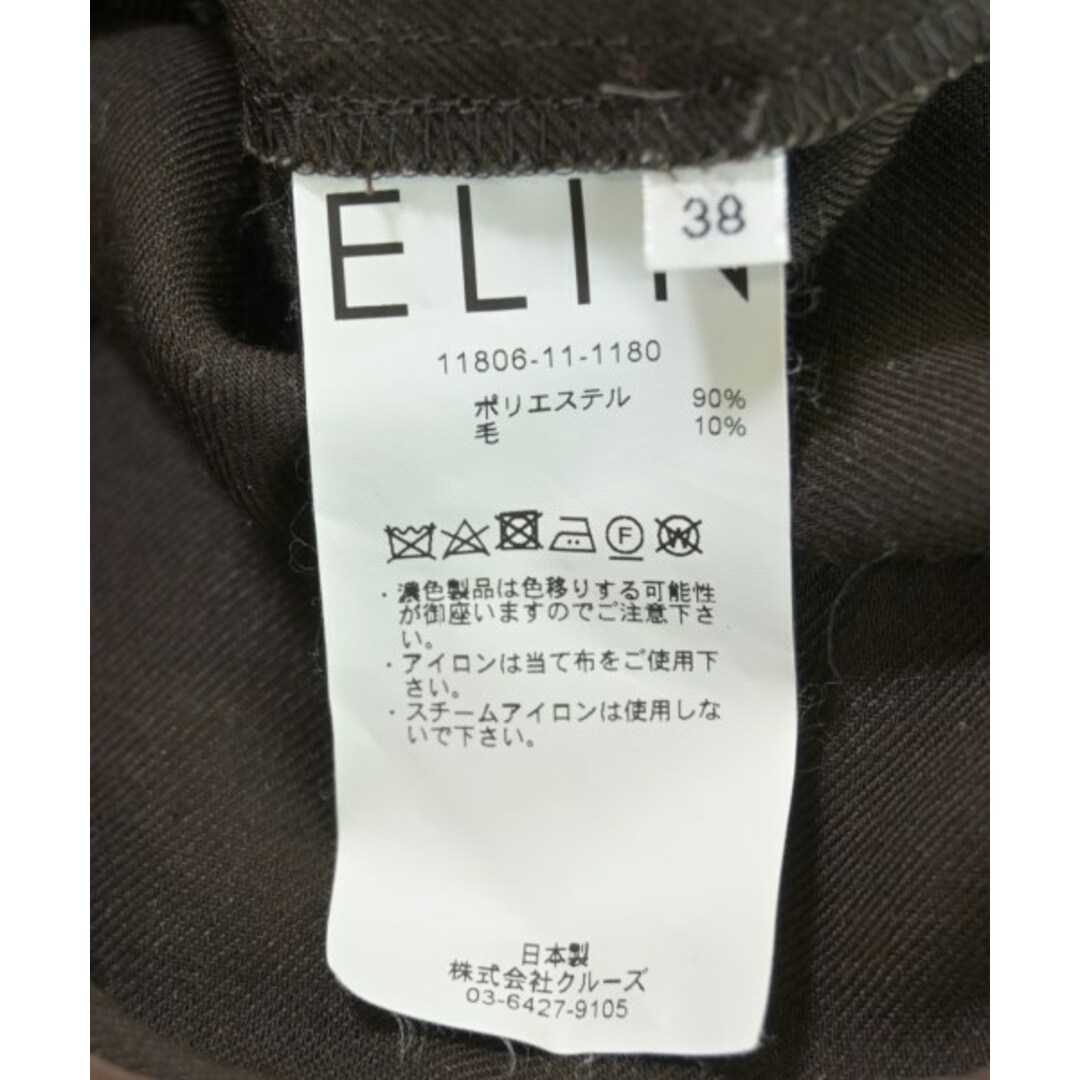 ELIN
38
11806-11-1180
ポリエステル 90%
毛 10%
F
W
・濃色製品は色移りする可能性
が御座いますのでご注意下さ
い。
・アイロンは当て布をご使用下
さい。
・スチームアイロンは使用しな
いで下さい。
日本製
株式会社クルーズ
03-6427-9105